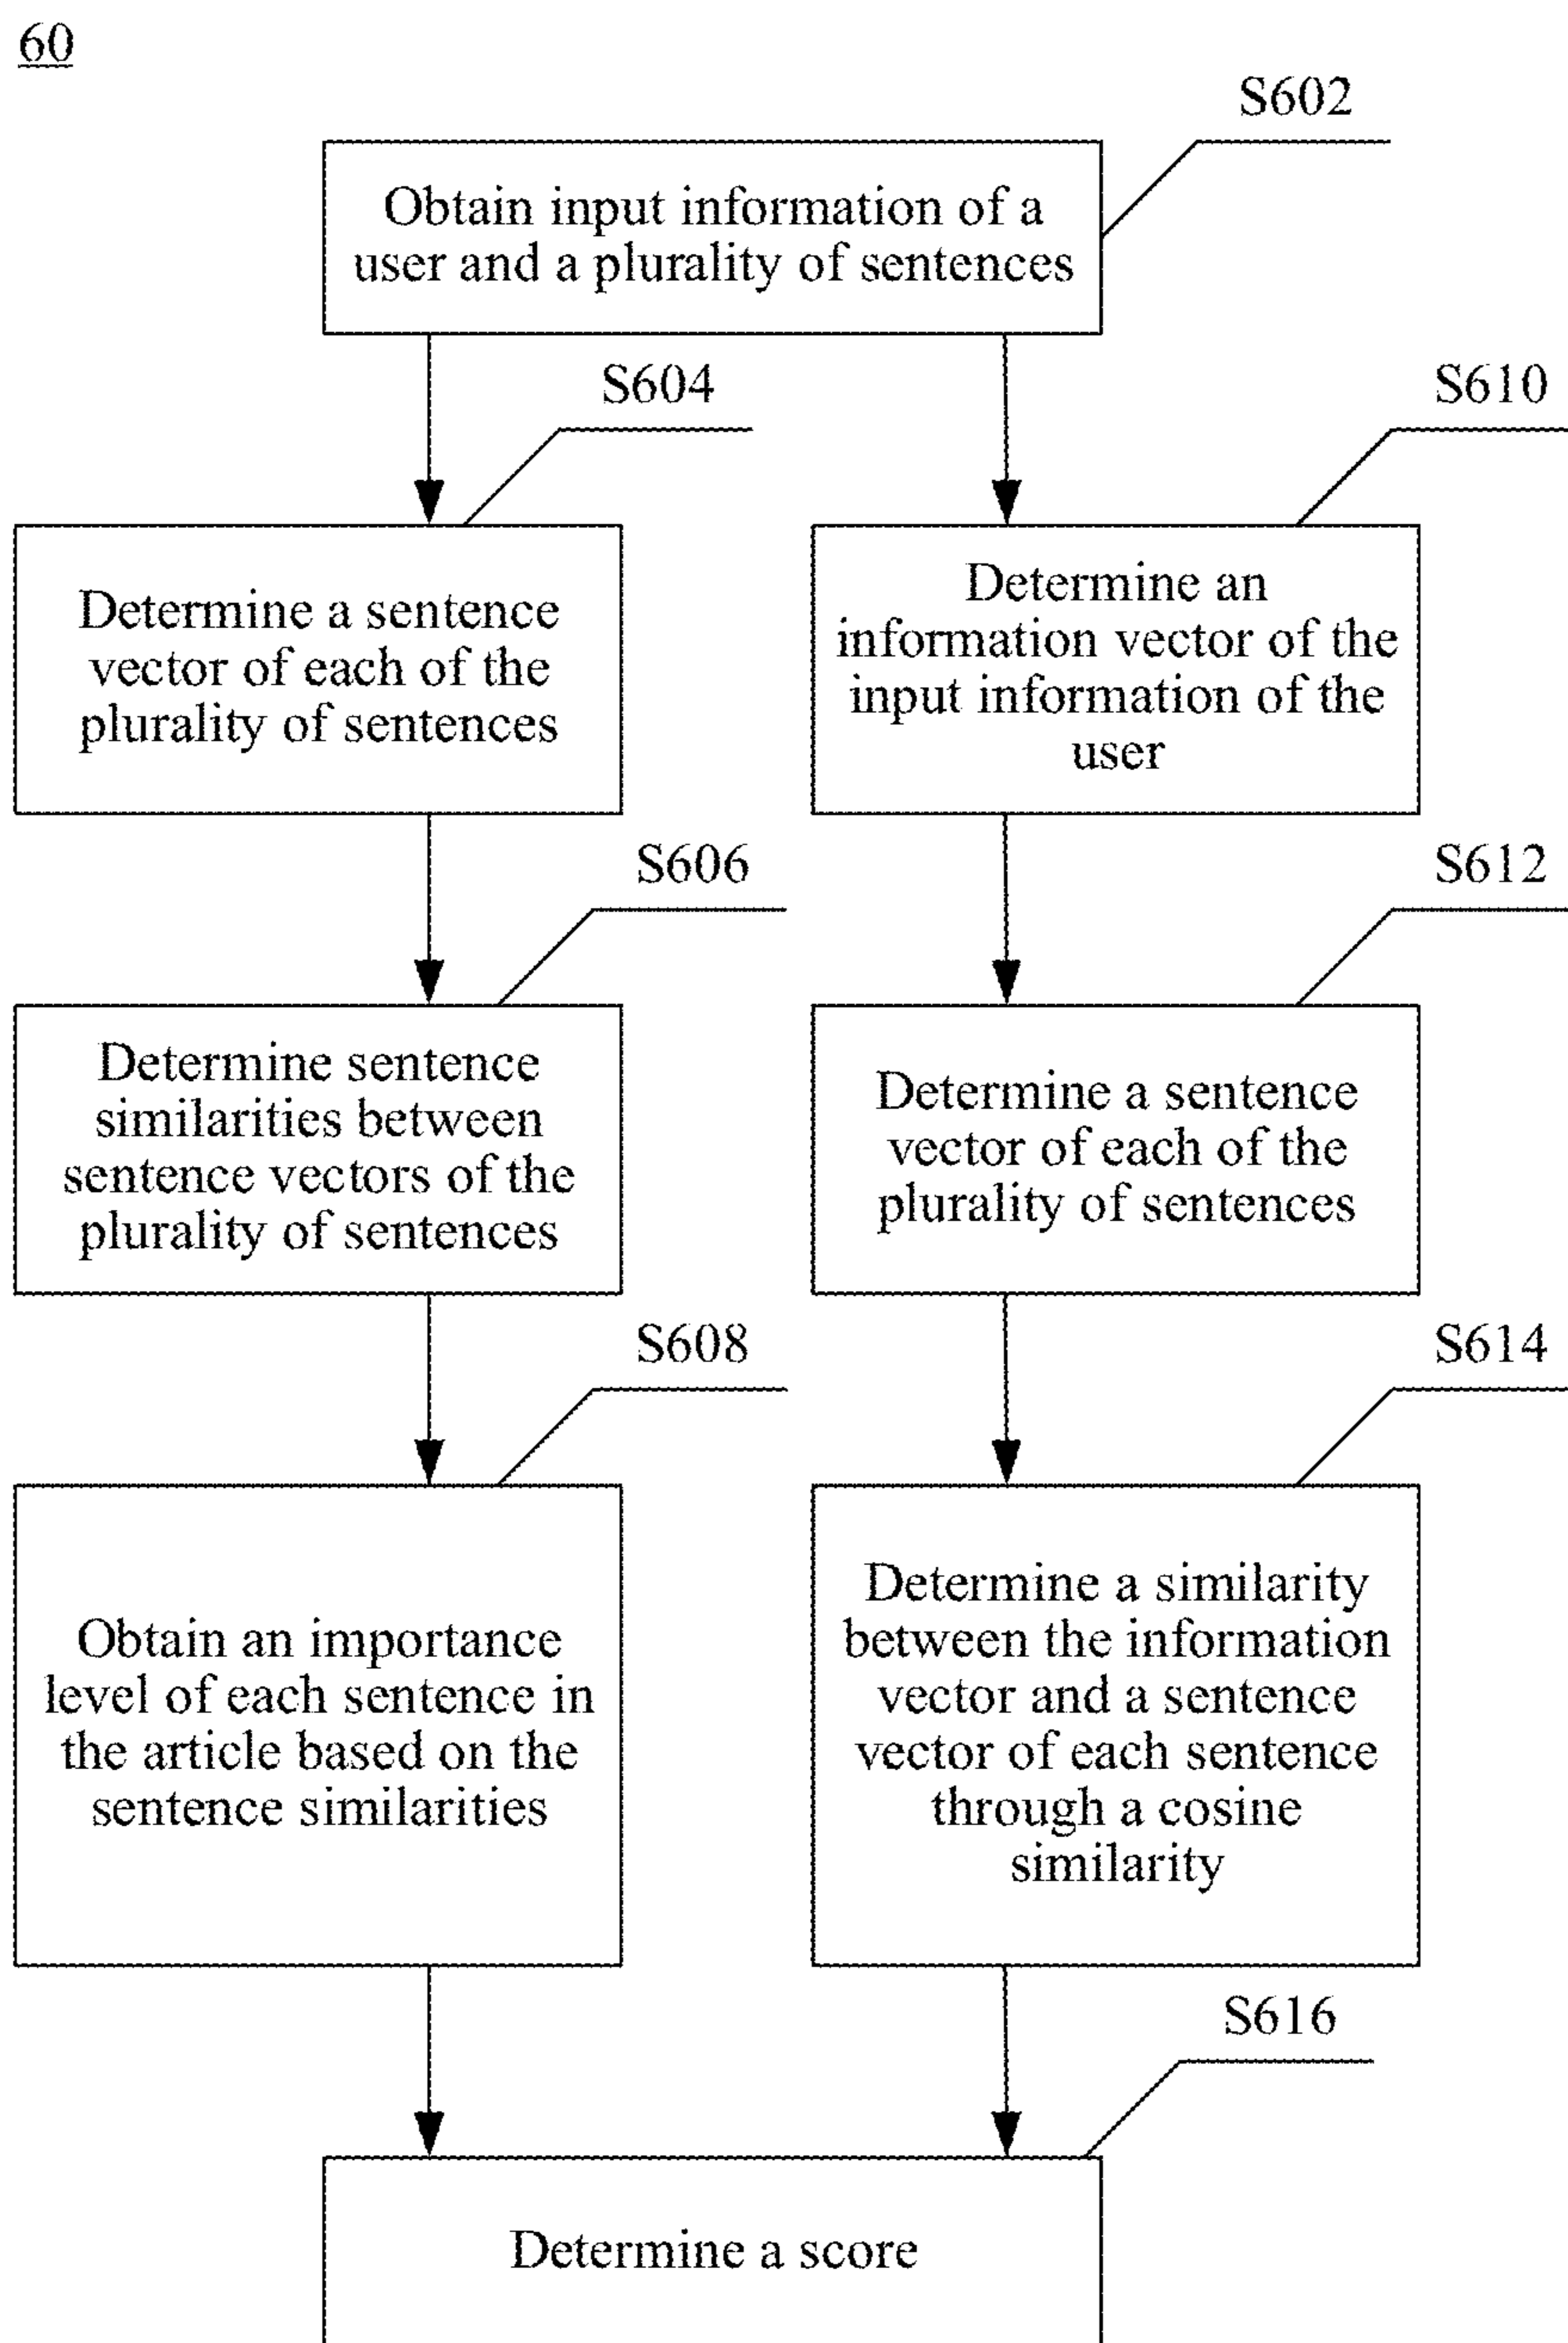 60
S602
Obtain input information of a
user and a plurality of sentences
S604
S610
Determine a sentence
vector of each of the
plurality of sentences
Determine an
information vector of the
input information of the
user
S606
S612
Determine sentence
similarities between
sentence vectors of the
plurality of sentences
Determine a sentence
vector of each of the
plurality of sentences
S608
S614
Obtain an importance
level of each sentence in
the article based on the
sentence similarities
Determine a similarity
between the information
vector and a sentence
vector of each sentence
through a cosine
similarity
S616
Determine a score